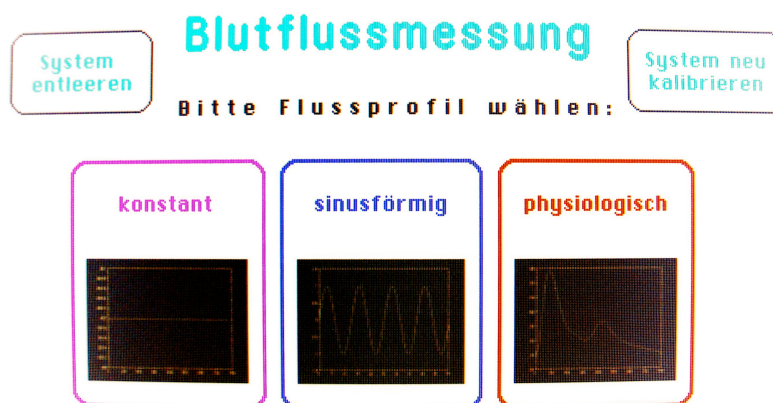 Blutflussmessung
System
entleeren
System neu
kalibrieren
Bitte Flussprofil wählen:
konstant
sinusförmig
physiologisch